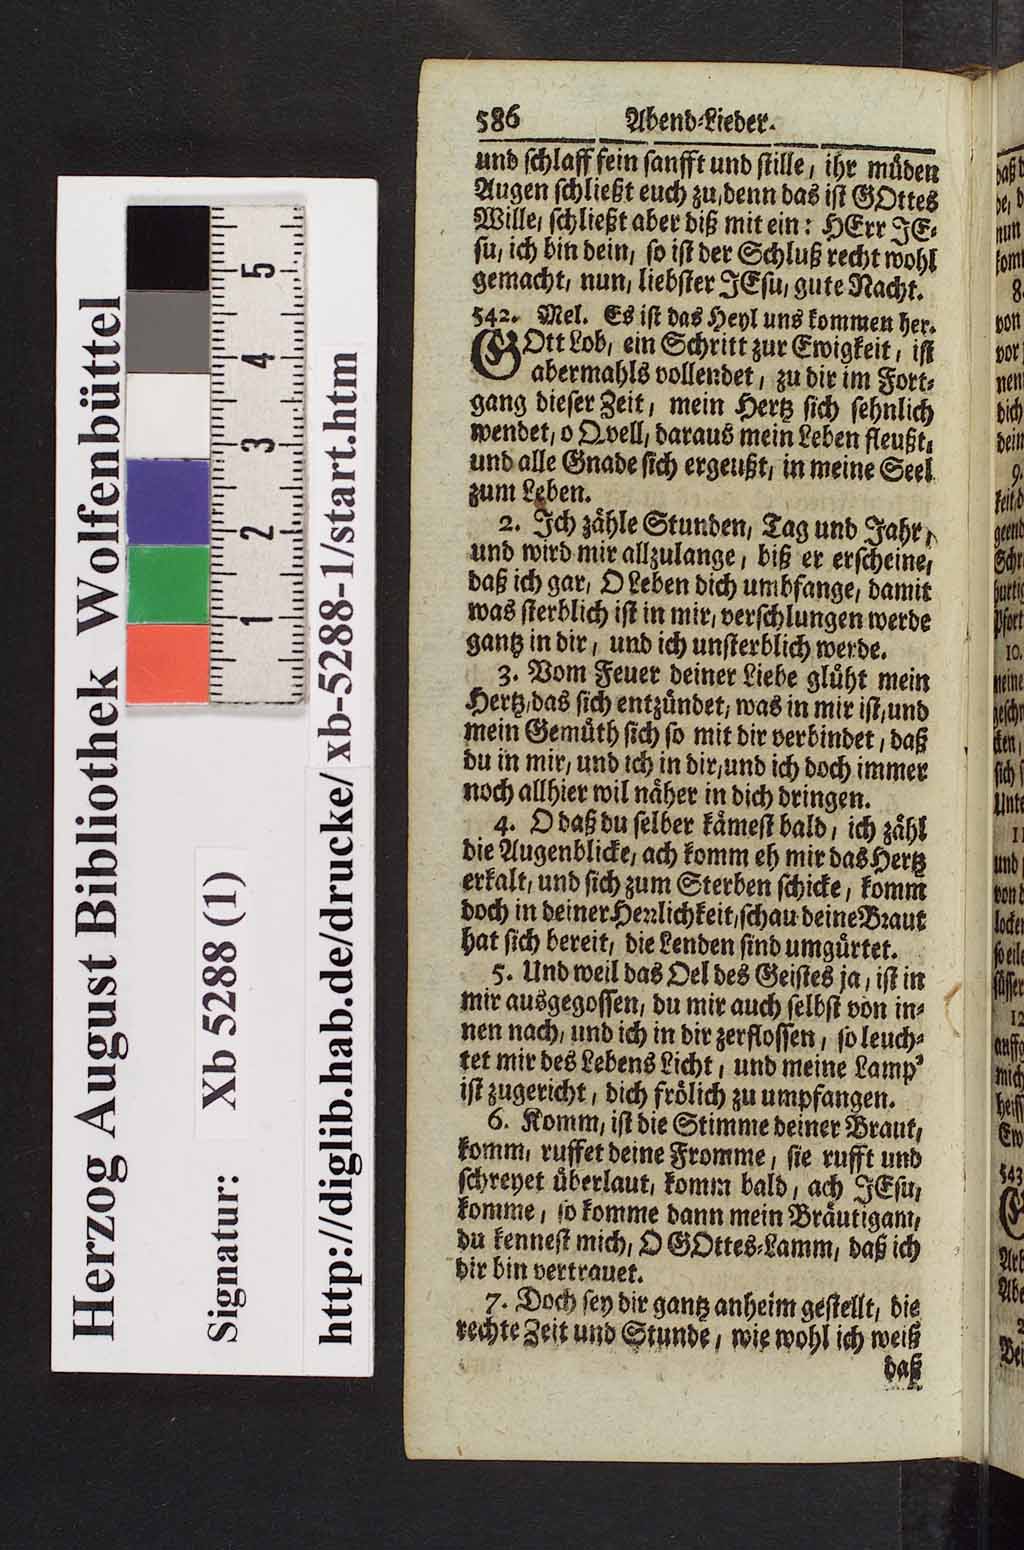 Herzog August Bibliothek Wolfenbüttel
Signatur: Xb 5288 (1)
http://diglib.hab.de/drucke/xb-5288-1/start.htm
1 2 3 4 5
586 Abend-Lieder.
und schlaff fein sanfft und stille, ihr müden
Augen schließt euch zu, denn das ist GOttes
Wille, schließt aber diß mit ein: HErr JE-
su, ich bin dein, so ist der Schluß recht wohl
gemacht, nun, liebster JEsu, gute Nacht.
542. Mel. Es ist das Heyl uns kommen her.
GOtt Lob, ein Schritt zur Ewigkeit, ist
abermahls vollendet, zu dir im Fort-
gang dieser Zeit, mein Hertz sich sehnlich
wendet, o Qvell, daraus mein Leben fleußt,
und alle Gnade sich ergeußt, in meine Seel
zum Leben.
2. Ich zähle Stunden, Tag und Jahr,
und wird mir allzulange, biß er erscheine,
daß ich gar, O Leben dich umbfange, damit
was sterblich ist in mir, verschlungen werde
gantz in dir, und ich unsterblich werde.
3. Vom Feuer deiner Liebe glüht mein
Hertz, das sich entzündet, was in mir ist, und
mein Gemüth sich so mit dir verbindet, daß
du in mir, und ich in dir, und ich doch immer
noch allhier wil näher in dich dringen.
4. O daß du selber kämest bald, ich zähl
die Augenblicke, ach komm eh mir das Hertz
erkalt, und sich zum Sterben schicke, komm
doch in deiner Herrlichkeit, schau deine Braut
hat sich bereit, die Lenden sind umgürtet.
5. Und weil das Oel des Geistes ja, ist in
mir ausgegossen, du mir auch selbst von in-
nen nach, und ich in dir zerflossen, so leuch-
tet mir des Lebens Licht, und meine Lamp'
ist zugericht, dich frölich zu umpfangen.
6. Komm, ist die Stimme deiner Braut,
komm, ruffet deine Fromme, sie rufft und
schreyet überlaut, komm bald, ach JEsu,
komme, so komme dann mein Bräutigam,
du kennest mich, O GOttes-Lamm, daß ich
dir bin vertrauet.
7. Doch sey dir gantz anheim gestellt, die
rechte Zeit und Stunde, wie wohl ich weiß
daß